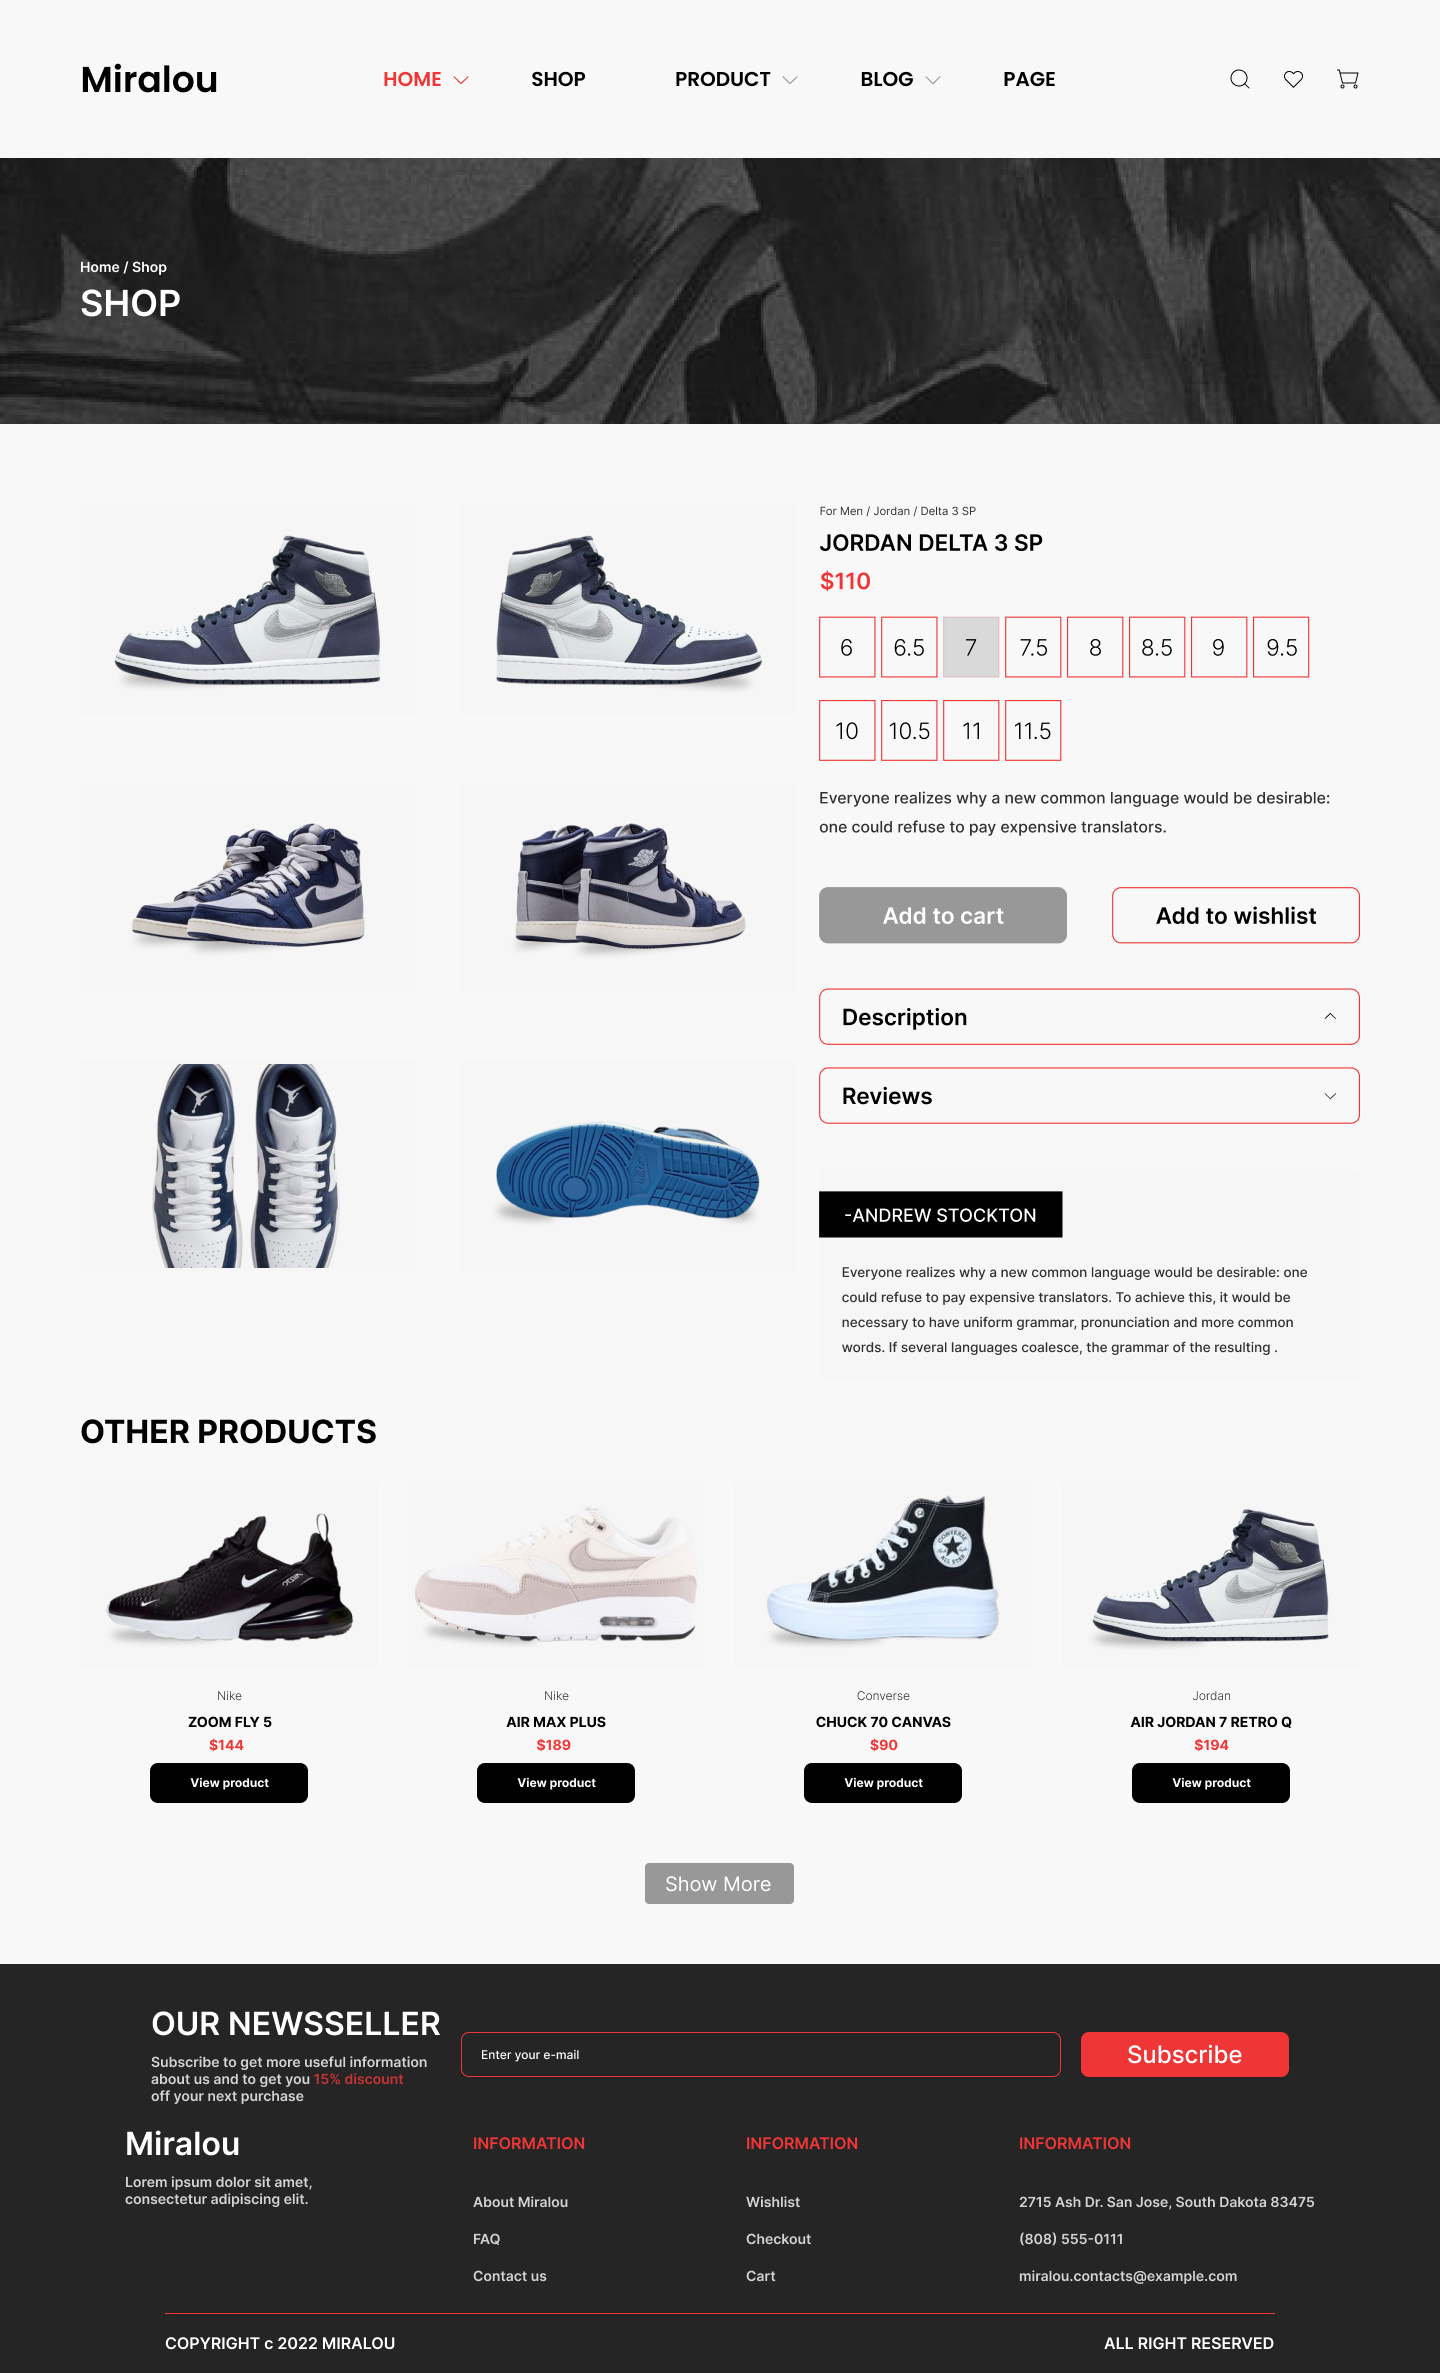 Miralou
HOME
SHOP
PRODUCT
BLOG
PAGE
Home / Shop
SHOP
For Men / Jordan / Delta 3 SP
JORDAN DELTA 3 SP
$110
6 6.5 7 7.5 8 8.5 9 9.5
10 10.5 11 11.5
Everyone realizes why a new common language would be desirable:
one could refuse to pay expensive translators.
Add to cart
Add to wishlist
Description
Reviews
-ANDREW STOCKTON
Everyone realizes why a new common language would be desirable: one
could refuse to pay expensive translators. To achieve this, it would be
necessary to have uniform grammar, pronunciation and more common
words. If several languages coalesce, the grammar of the resulting .
OTHER PRODUCTS
CONVERSE
ALL STAR
Nike
ZOOM FLY 5
$144
View product
Nike
AIR MAX PLUS
$189
View product
Converse
CHUCK 70 CANVAS
$90
View product
Jordan
AIR JORDAN 7 RETRO Q
$194
View product
Show More
OUR NEWSSELLER
Subscribe to get more useful information
about us and to get you 15% discount
off your next purchase
Enter your e-mail
Subscribe
Miralou
Lorem ipsum dolor sit amet,
consectetur adipiscing elit.
INFORMATION
About Miralou
FAQ
Contact us
INFORMATION
Wishlist
Checkout
Cart
INFORMATION
2715 Ash Dr. San Jose, South Dakota 83475
(808) 555-0111
miralou.contacts@example.com
COPYRIGHT c 2022 MIRALOU
ALL RIGHT RESERVED